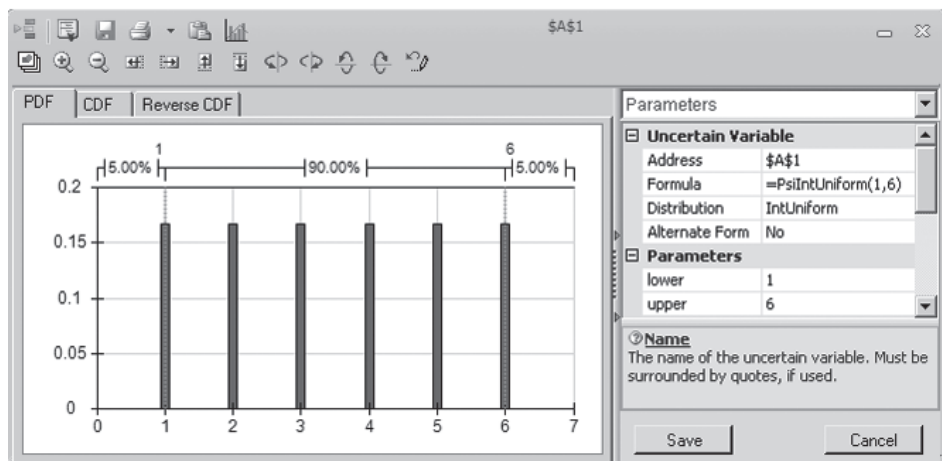 $A$1
PDF CDF Reverse CDF
1 6
5.00% 90.00% 5.00%
0.2
0.15
0.1
0.05
0
0 1 2 3 4 5 6 7
Parameters
Uncertain Variable
Address $A$1
Formula =PsiIntUniform(1,6)
Distribution IntUniform
Alternate Form No
Parameters
lower 1
upper 6
Name
The name of the uncertain variable. Must be
surrounded by quotes, if used.
Save Cancel